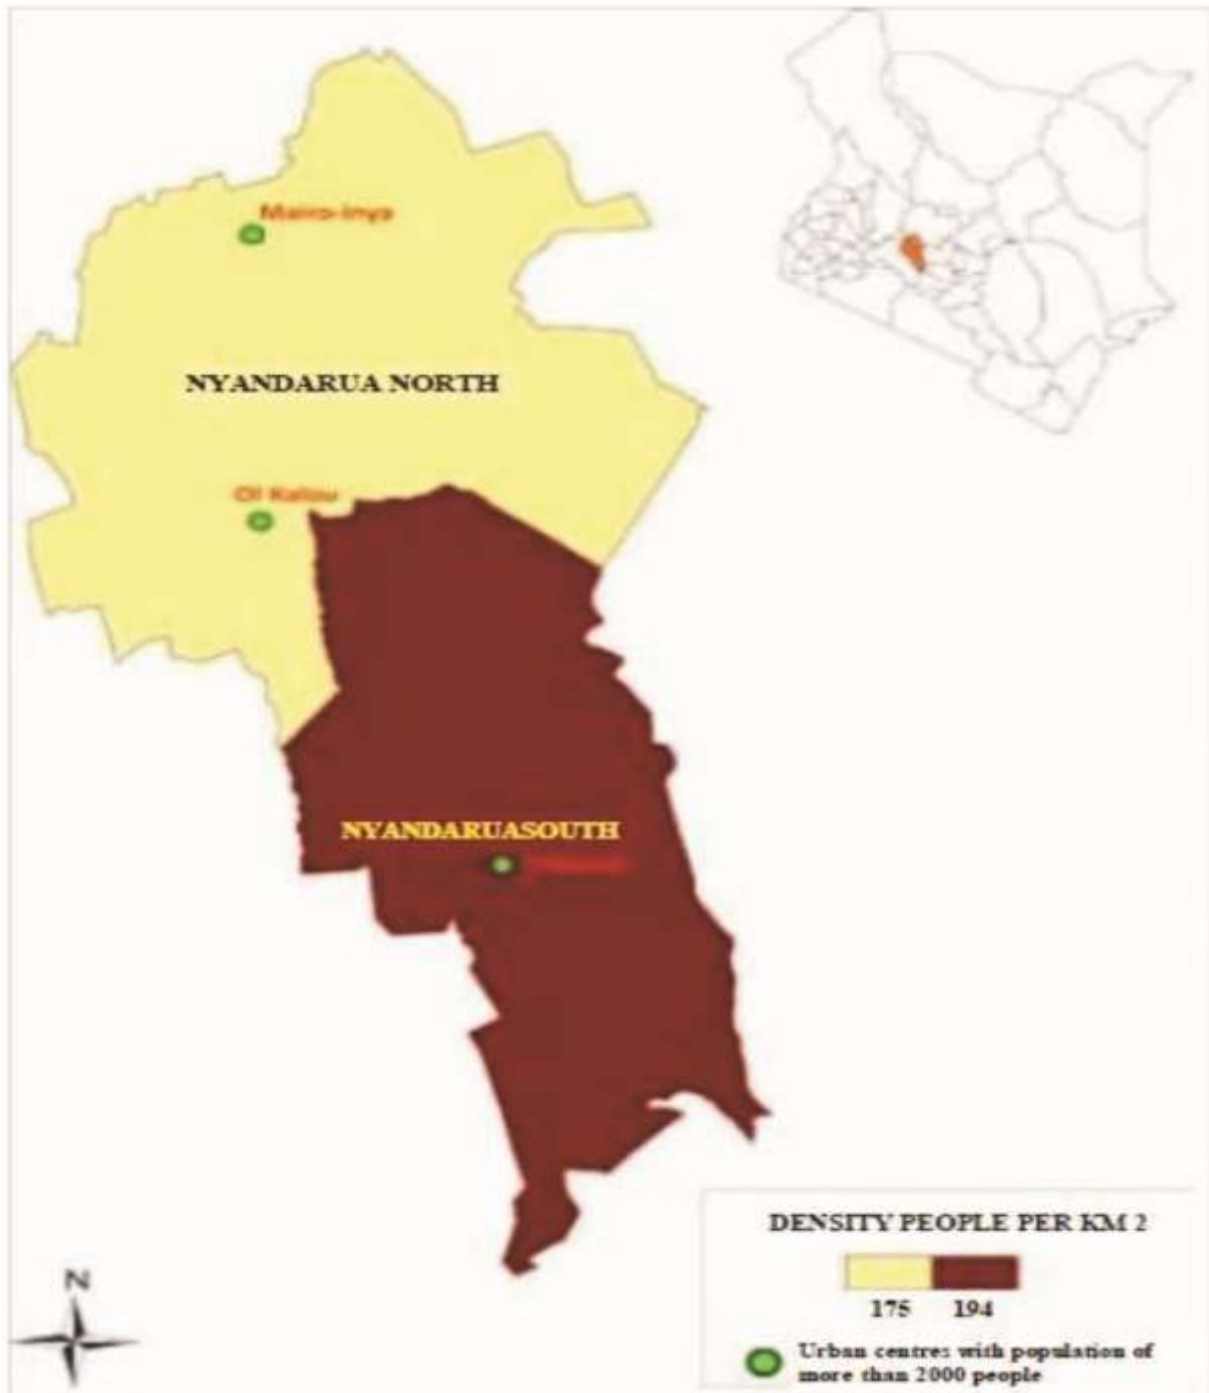 Mairo-Inya
NYANDARUA NORTH
Ol Kalou
NYANDARUASOUTH
DENSITY PEOPLE PER KM 2
175 194
Urban centres with population of
more than 2000 people
N